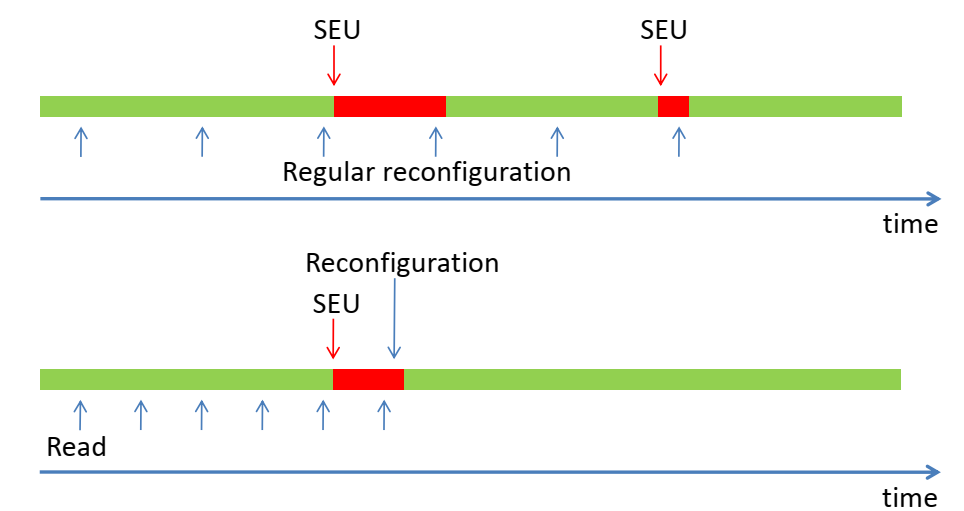 SEU SEU
Regular reconfiguration
time
Reconfiguration
SEU
Read
time